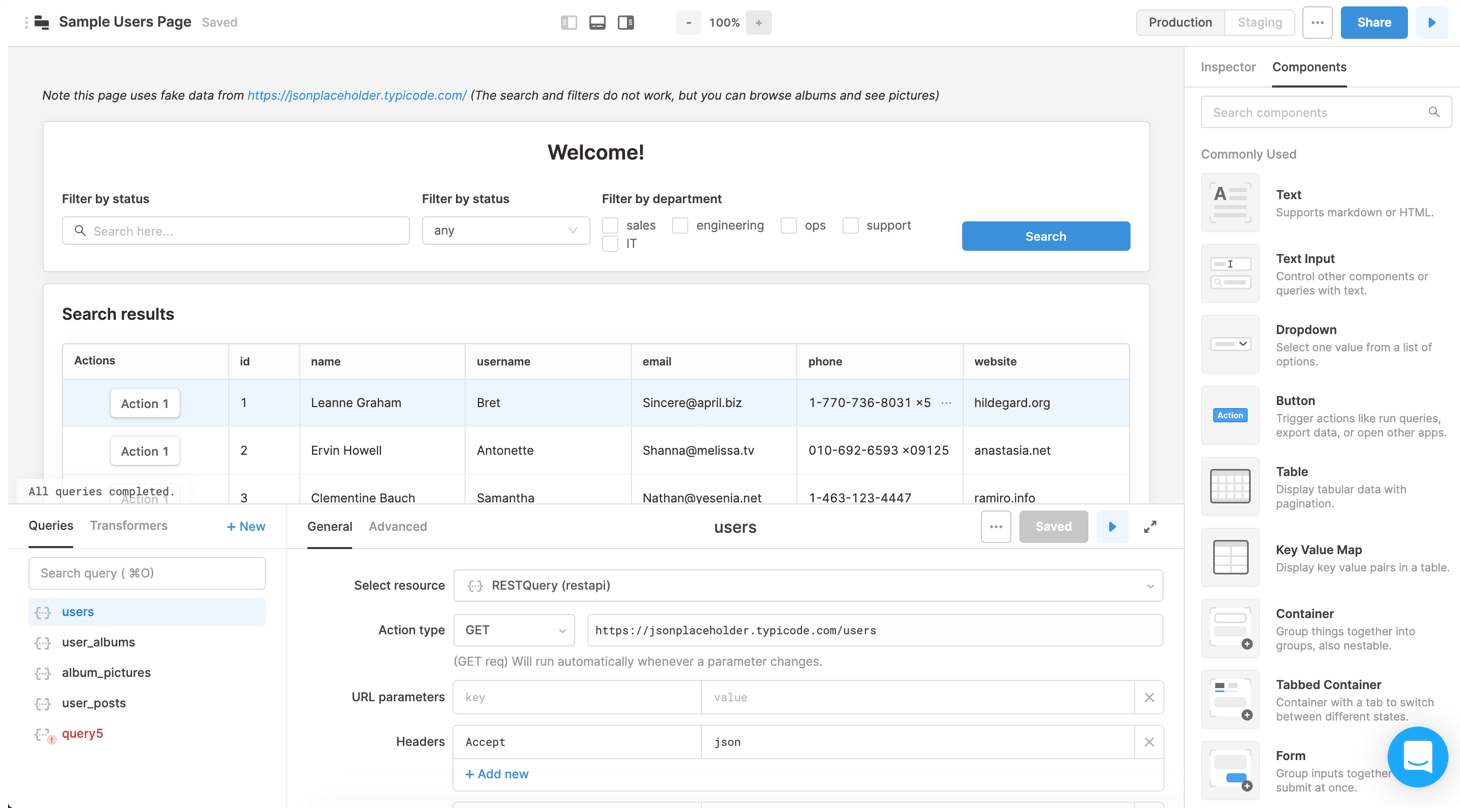 Sample Users Page Saved
- 100% +
Production Staging ··· Share
Note this page uses fake data from https://jsonplaceholder.typicode.com/ (The search and filters do not work, but you can browse albums and see pictures)
Welcome!
Filter by status Filter by status Filter by department
Search here... any sales engineering ops support
IT
Search
Search results
Actions id name username email phone website
Action 1 1 Leanne Graham Bret Sincere@april.biz 1-770-736-8031 x5 ··· hildegard.org
Action 1 2 Ervin Howell Antonette Shanna@melissa.tv 010-692-6593 x09125 anastasia.net
Action 1 3 Clementine Bauch Samantha Nathan@yesenia.net 1-463-123-4447 ramiro.info
All queries completed.
Queries Transformers + New
Search query ( ⌘O)
users
user_albums
album_pictures
user_posts
query5
General Advanced users ··· Saved
Select resource RESTQuery (restapi)
Action type GET https://jsonplaceholder.typicode.com/users
(GET req) Will run automatically whenever a parameter changes.
URL parameters key value
Headers Accept json
+ Add new
Inspector Components
Search components
Commonly Used
Text
Supports markdown or HTML.
Text Input
Control other components or
queries with text.
Dropdown
Select one value from a list of
options.
Action
Button
Trigger actions like run queries,
export data, or open other apps.
Table
Display tabular data with
pagination.
Key Value Map
Display key value pairs in a table.
Container
Group things together into
groups, also nestable.
Tabbed Container
Container with a tab to switch
between different states.
Form
Group inputs together
submit at once.